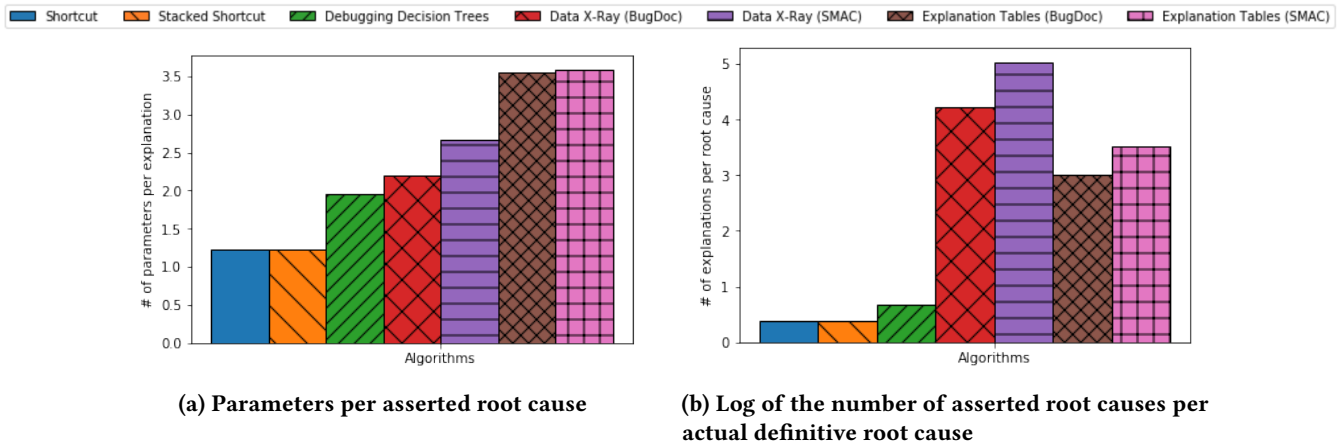 Shortcut Stacked Shortcut Debugging Decision Trees Data X-Ray (BugDoc) Data X-Ray (SMAC) Explanation Tables (BugDoc) Explanation Tables (SMAC)
# of parameters per explanation
3.5
3.0
2.5
2.0
1.5
1.0
0.5
0.0
Algorithms
(a) Parameters per asserted root cause
# of explanations per root cause
5
4
3
2
1
0
Algorithms
(b) Log of the number of asserted root causes per
actual definitive root cause